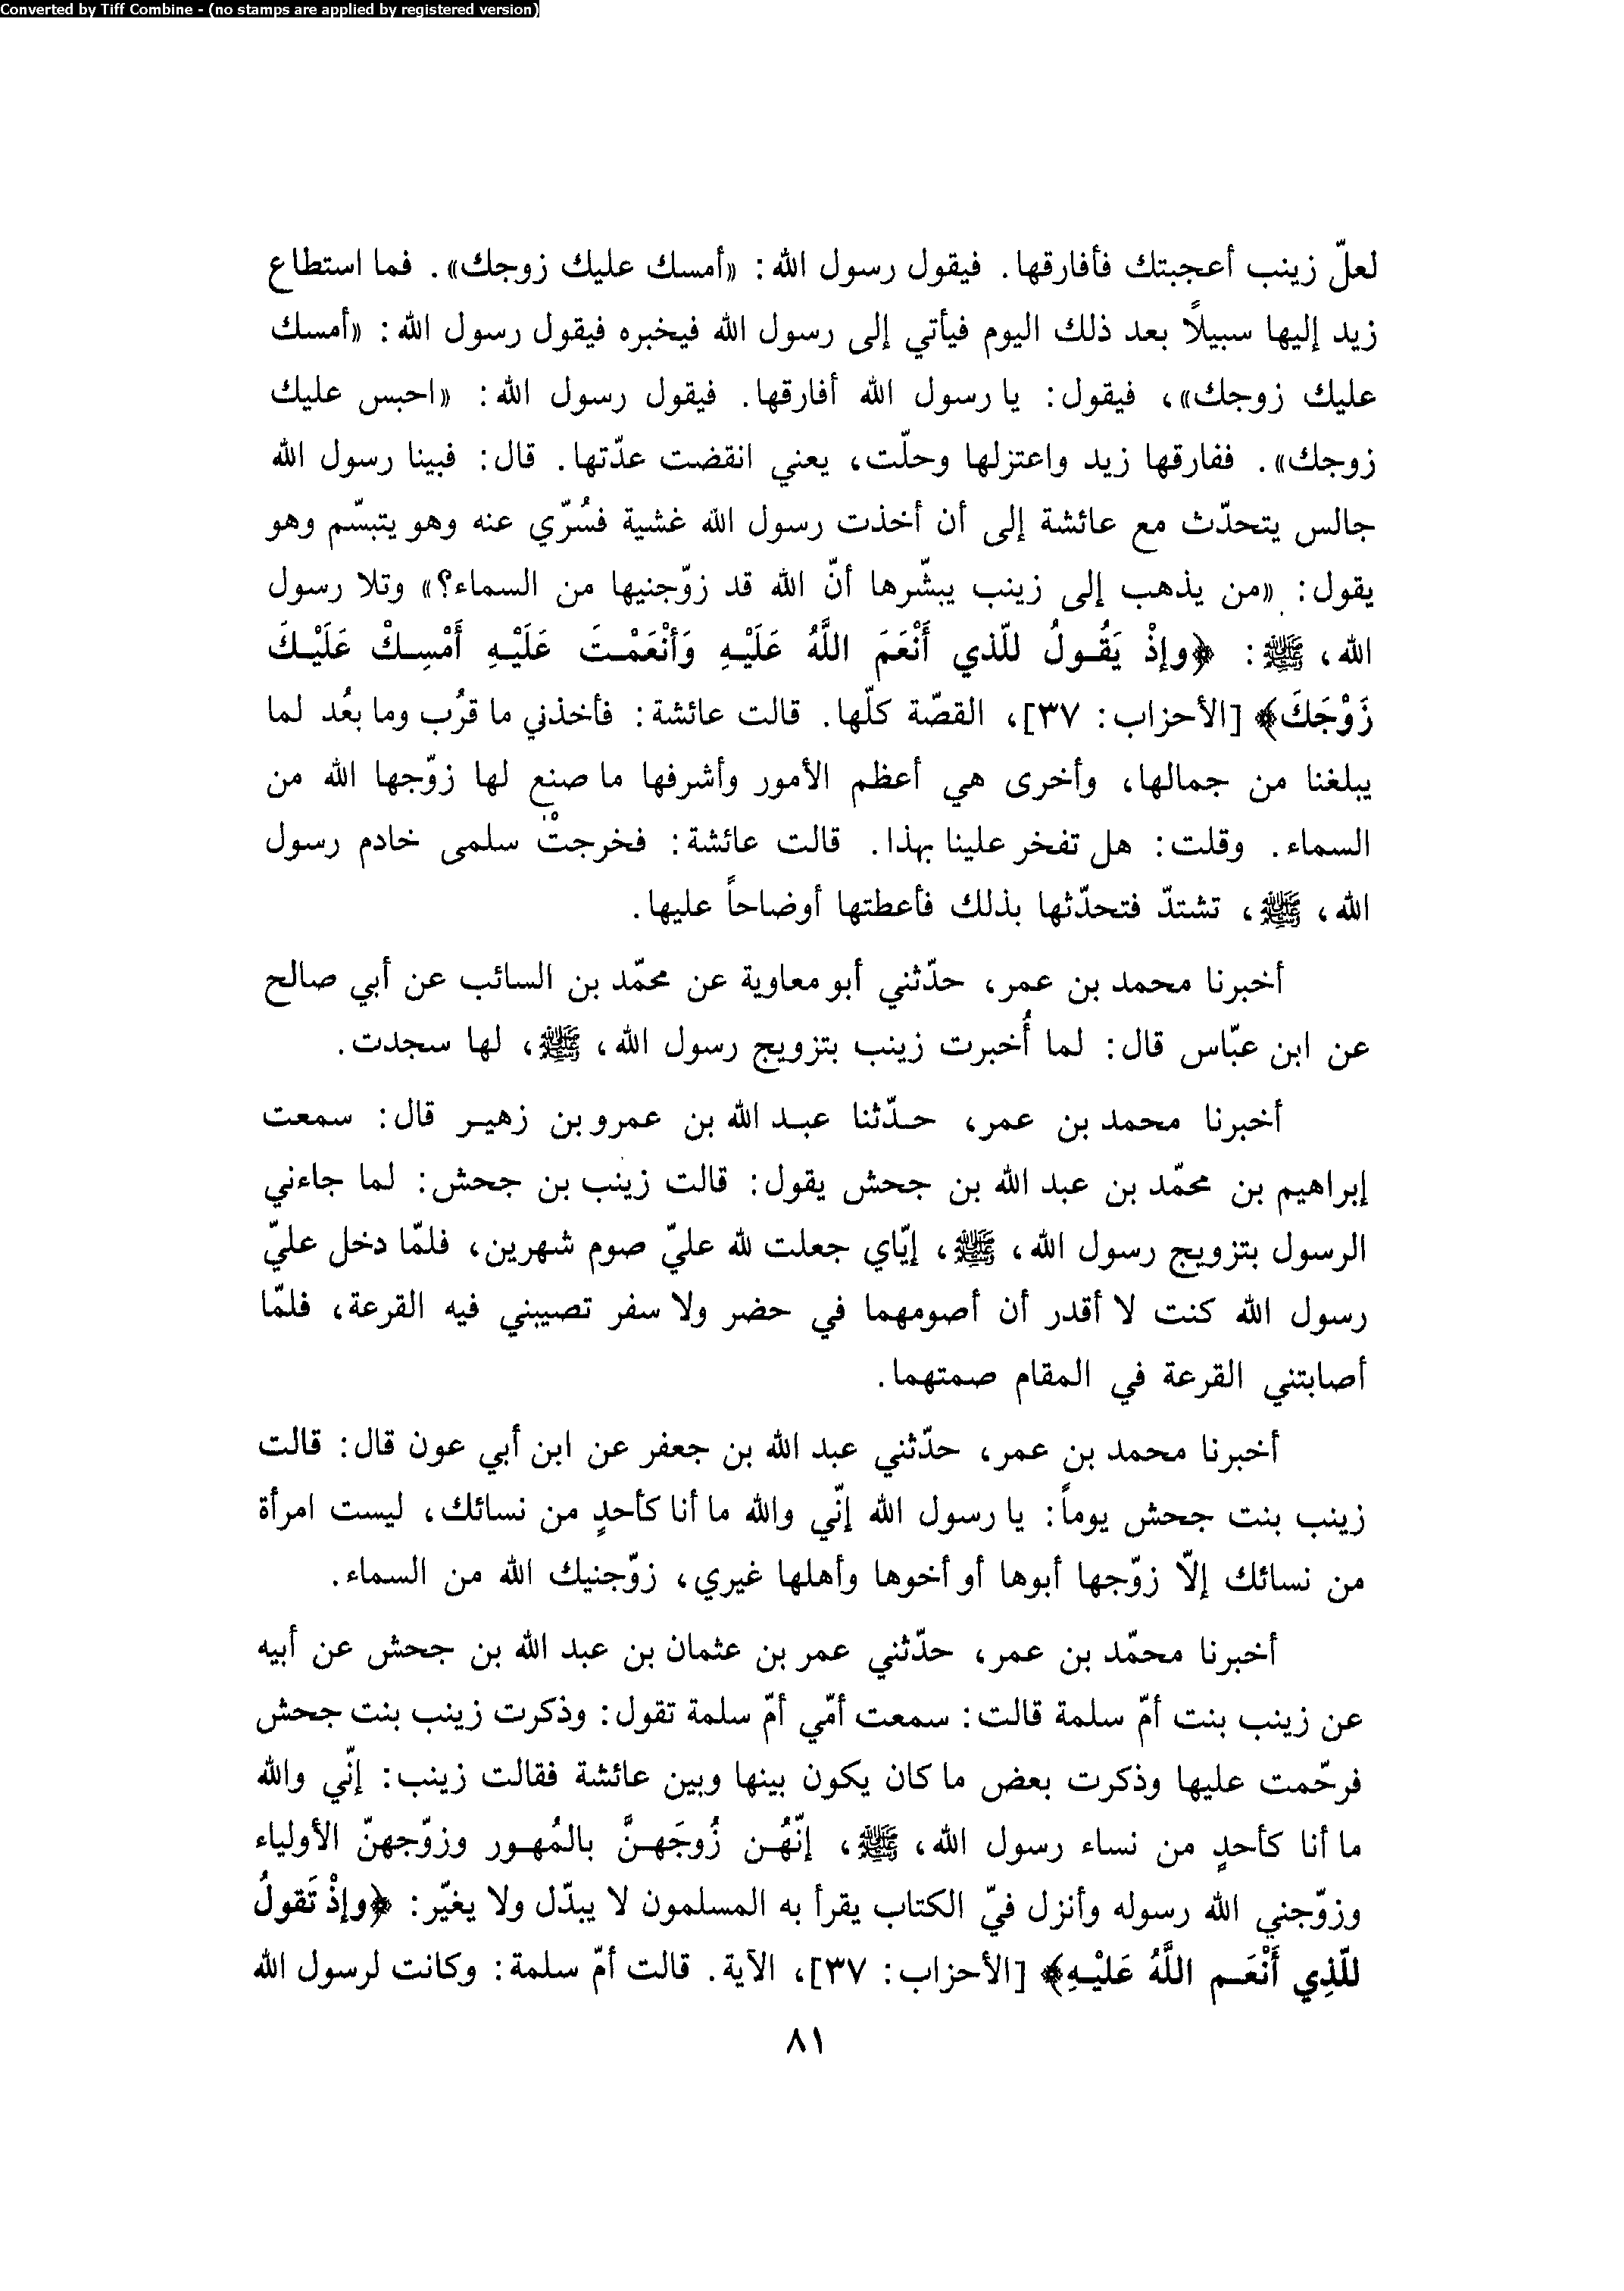 Converted by Tiff Combine - (no stamps are applied by registered version)
لعلّ زينب أعجبتك فأفارقها. فيقول رسول الله: «أمسك عليك زوجك». فما استطاع
زيد إليها سبيلاً بعد ذلك اليوم فيأتي إلى رسول الله فيخبره فيقول رسول الله: «أمسك
عليك زوجك»، فيقول: يا رسول الله أفارقها. فيقول رسول الله: «احبس عليك
زوجك». ففارقها زيد واعتزلها وحلّت، يعني انقضت عدّتها. قال: فبينا رسول الله
جالس يتحدّث مع عائشة إلى أن أخذت رسول الله غشية فسُرّي عنه وهو يتبسّم وهو
يقول: «من يذهب إلى زينب يبشّرها أنّ الله قد زوّجنيها من السماء؟» وتلا رسول
الله، ﷺ: ﴿وإذْ يَقُولُ للّذي أَنْعَمَ اللَّهُ عَلَيْهِ وَأنْعَمْتَ عَلَيْهِ أَمْسِكْ عَلَيْكَ
زَوْجَكَ﴾ [الأحزاب: ٣٧]، القصّة كلّها. قالت عائشة: فأخذني ما قرُب وما بعُد لما
يبلغنا من جمالها، وأخرى هي أعظم الأمور وأشرفها ما صنع لها زوّجها الله من
السماء. وقلت: هل تفخر علينا بهذا. قالت عائشة: فخرجتْ سلمى خادم رسول
الله، ﷺ، تشتدّ فتحدّثها بذلك فأعطتها أوضاحاً عليها.
أخبرنا محمد بن عمر، حدّثني أبو معاوية عن محمّد بن السائب عن أبي صالح
عن ابن عبّاس قال: لما أُخبرت زينب بتزويج رسول الله، ﷺ، لها سجدت.
أخبرنا محمد بن عمر، حدّثنا عبد الله بن عمرو بن زهير قال: سمعت
إبراهيم بن محمّد بن عبد الله بن جحش يقول: قالت زينب بن جحش: لما جاءني
الرسول بتزويج رسول الله، ﷺ، إيّاي جعلت لله عليّ صوم شهرين، فلمّا دخل عليّ
رسول الله كنت لا أقدر أن أصومهما في حضر ولا سفر تصيبني فيه القرعة، فلمّا
أصابتني القرعة في المقام صمتهما.
أخبرنا محمد بن عمر، حدّثني عبد الله بن جعفر عن ابن أبي عون قال: قالت
زينب بنت جحش يوماً: يا رسول الله إنّي والله ما أنا كأحدٍ من نسائك، ليست امرأة
من نسائك إلاّ زوّجها أبوها أو أخوها وأهلها غيري، زوّجنيك الله من السماء.
أخبرنا محمّد بن عمر، حدّثني عمر بن عثمان بن عبد الله بن جحش عن أبيه
عن زينب بنت أمّ سلمة قالت: سمعت أمّي أمّ سلمة تقول: وذكرت زينب بنت جحش
فرحّمت عليها وذكرت بعض ما كان يكون بينها وبين عائشة فقالت زينب: إنّي والله
ما أنا كأحدٍ من نساء رسول الله، ﷺ، إنّهُن زُوجَهنَّ بالمُهور وزوّجهنّ الأولياء
وزوّجني الله رسوله وأنزل فيّ الكتاب يقرأ به المسلمون لا يبدّل ولا يغيّر: ﴿وإذْ تَقولُ
للّذِي أَنْعَم اللَّهُ عَليْهِ﴾ [الأحزاب: ٣٧]، الآية. قالت أمّ سلمة: وكانت لرسول الله
٨١